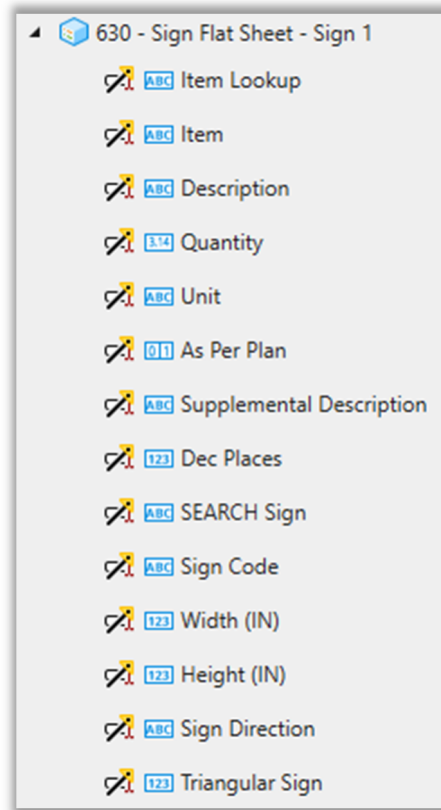 630 - Sign Flat Sheet - Sign 1
ABC Item Lookup
ABC Item
ABC Description
3.14 Quantity
ABC Unit
0 1 As Per Plan
ABC Supplemental Description
123 Dec Places
ABC SEARCH Sign
ABC Sign Code
123 Width (IN)
123 Height (IN)
ABC Sign Direction
123 Triangular Sign